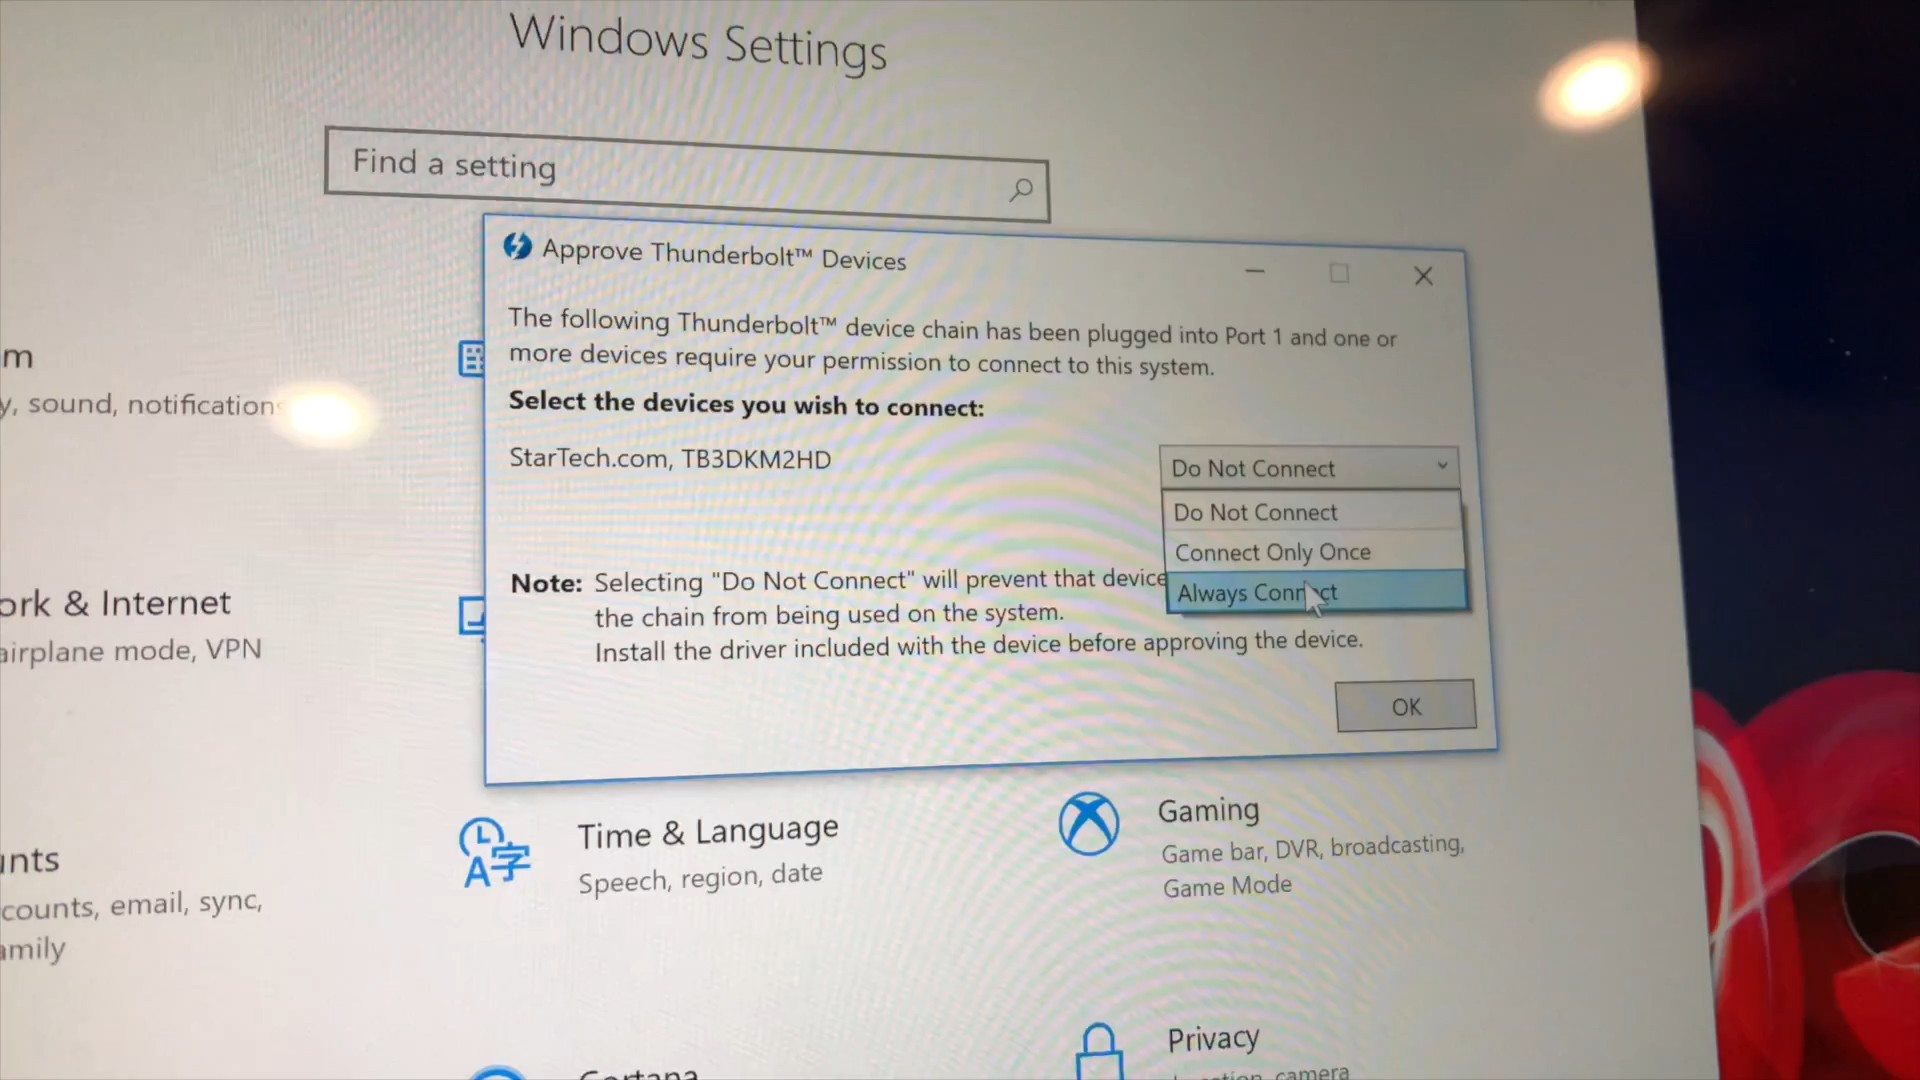 Windows Settings
Find a setting
Approve Thunderbolt™ Devices
The following Thunderbolt™ device chain has been plugged into Port 1 and one or
more devices require your permission to connect to this system.
Select the devices you wish to connect:
StarTech.com, TB3DKM2HD
Do Not Connect
Do Not Connect
Connect Only Once
Always Connect
Note: Selecting "Do Not Connect" will prevent that device
the chain from being used on the system.
Install the driver included with the device before approving the device.
OK
m
y, sound, notifications
ork & Internet
airplane mode, VPN
unts
counts, email, sync,
amily
Time & Language
Speech, region, date
Gaming
Game bar, DVR, broadcasting,
Game Mode
Cortana
Privacy
camera